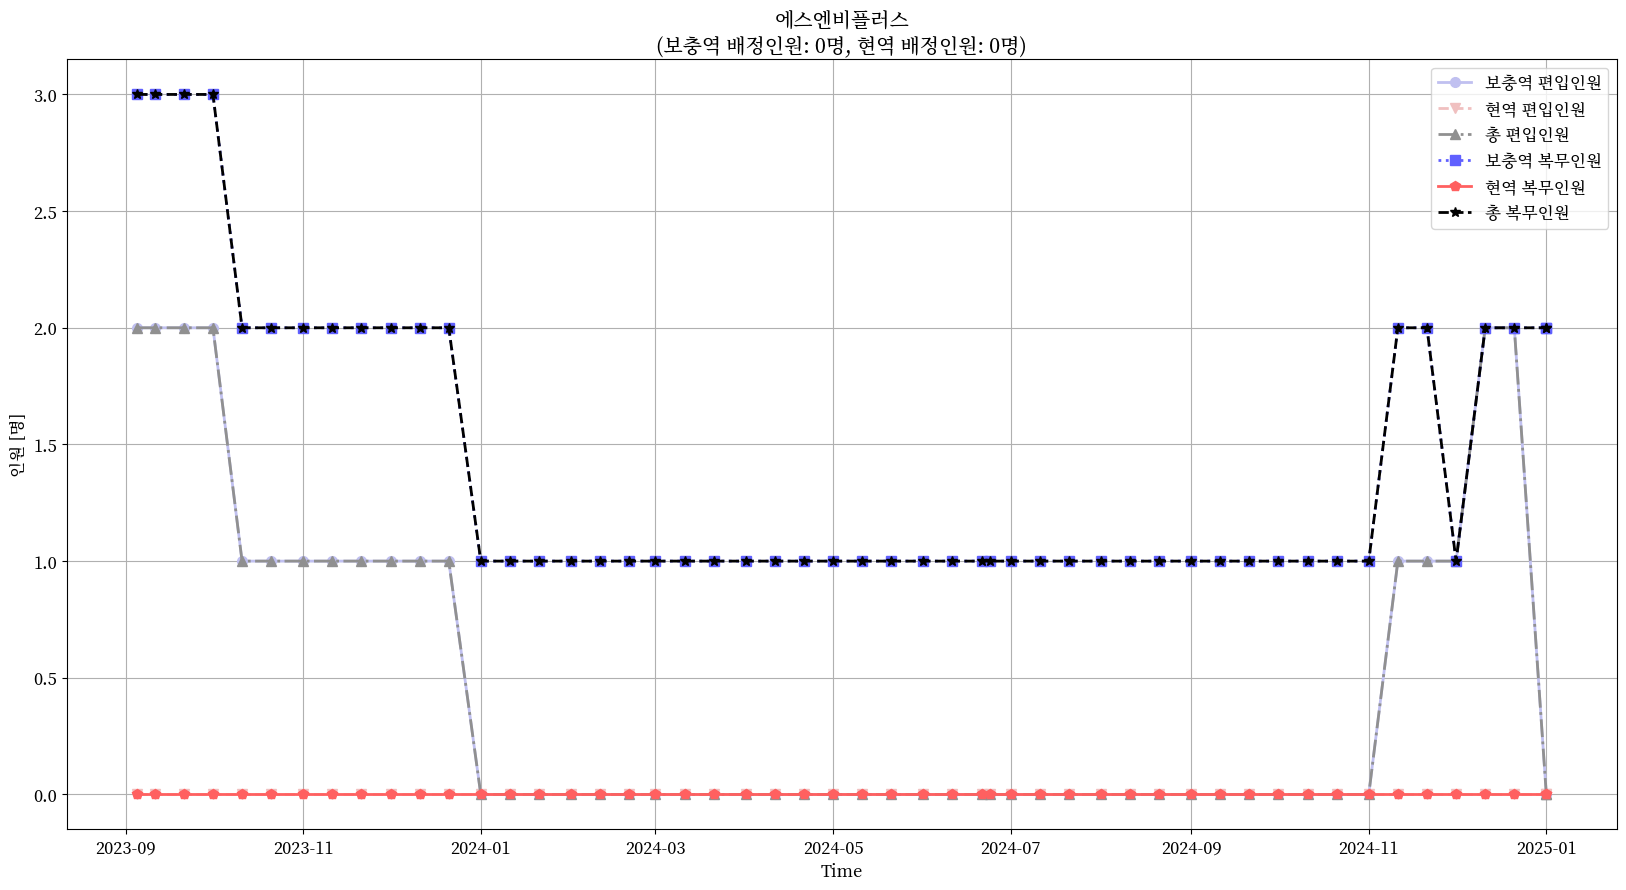 에스엔비플러스
(보충역 배정인원: 0명, 현역 배정인원: 0명)
보충역 편입인원
현역 편입인원
총 편입인원
보충역 복무인원
현역 복무인원
총 복무인원
인원 [명]
3.0
2.5
2.0
1.5
1.0
0.5
0.0
2023-09
2023-11
2024-01
2024-03
2024-05
2024-07
2024-09
2024-11
2025-01
Time